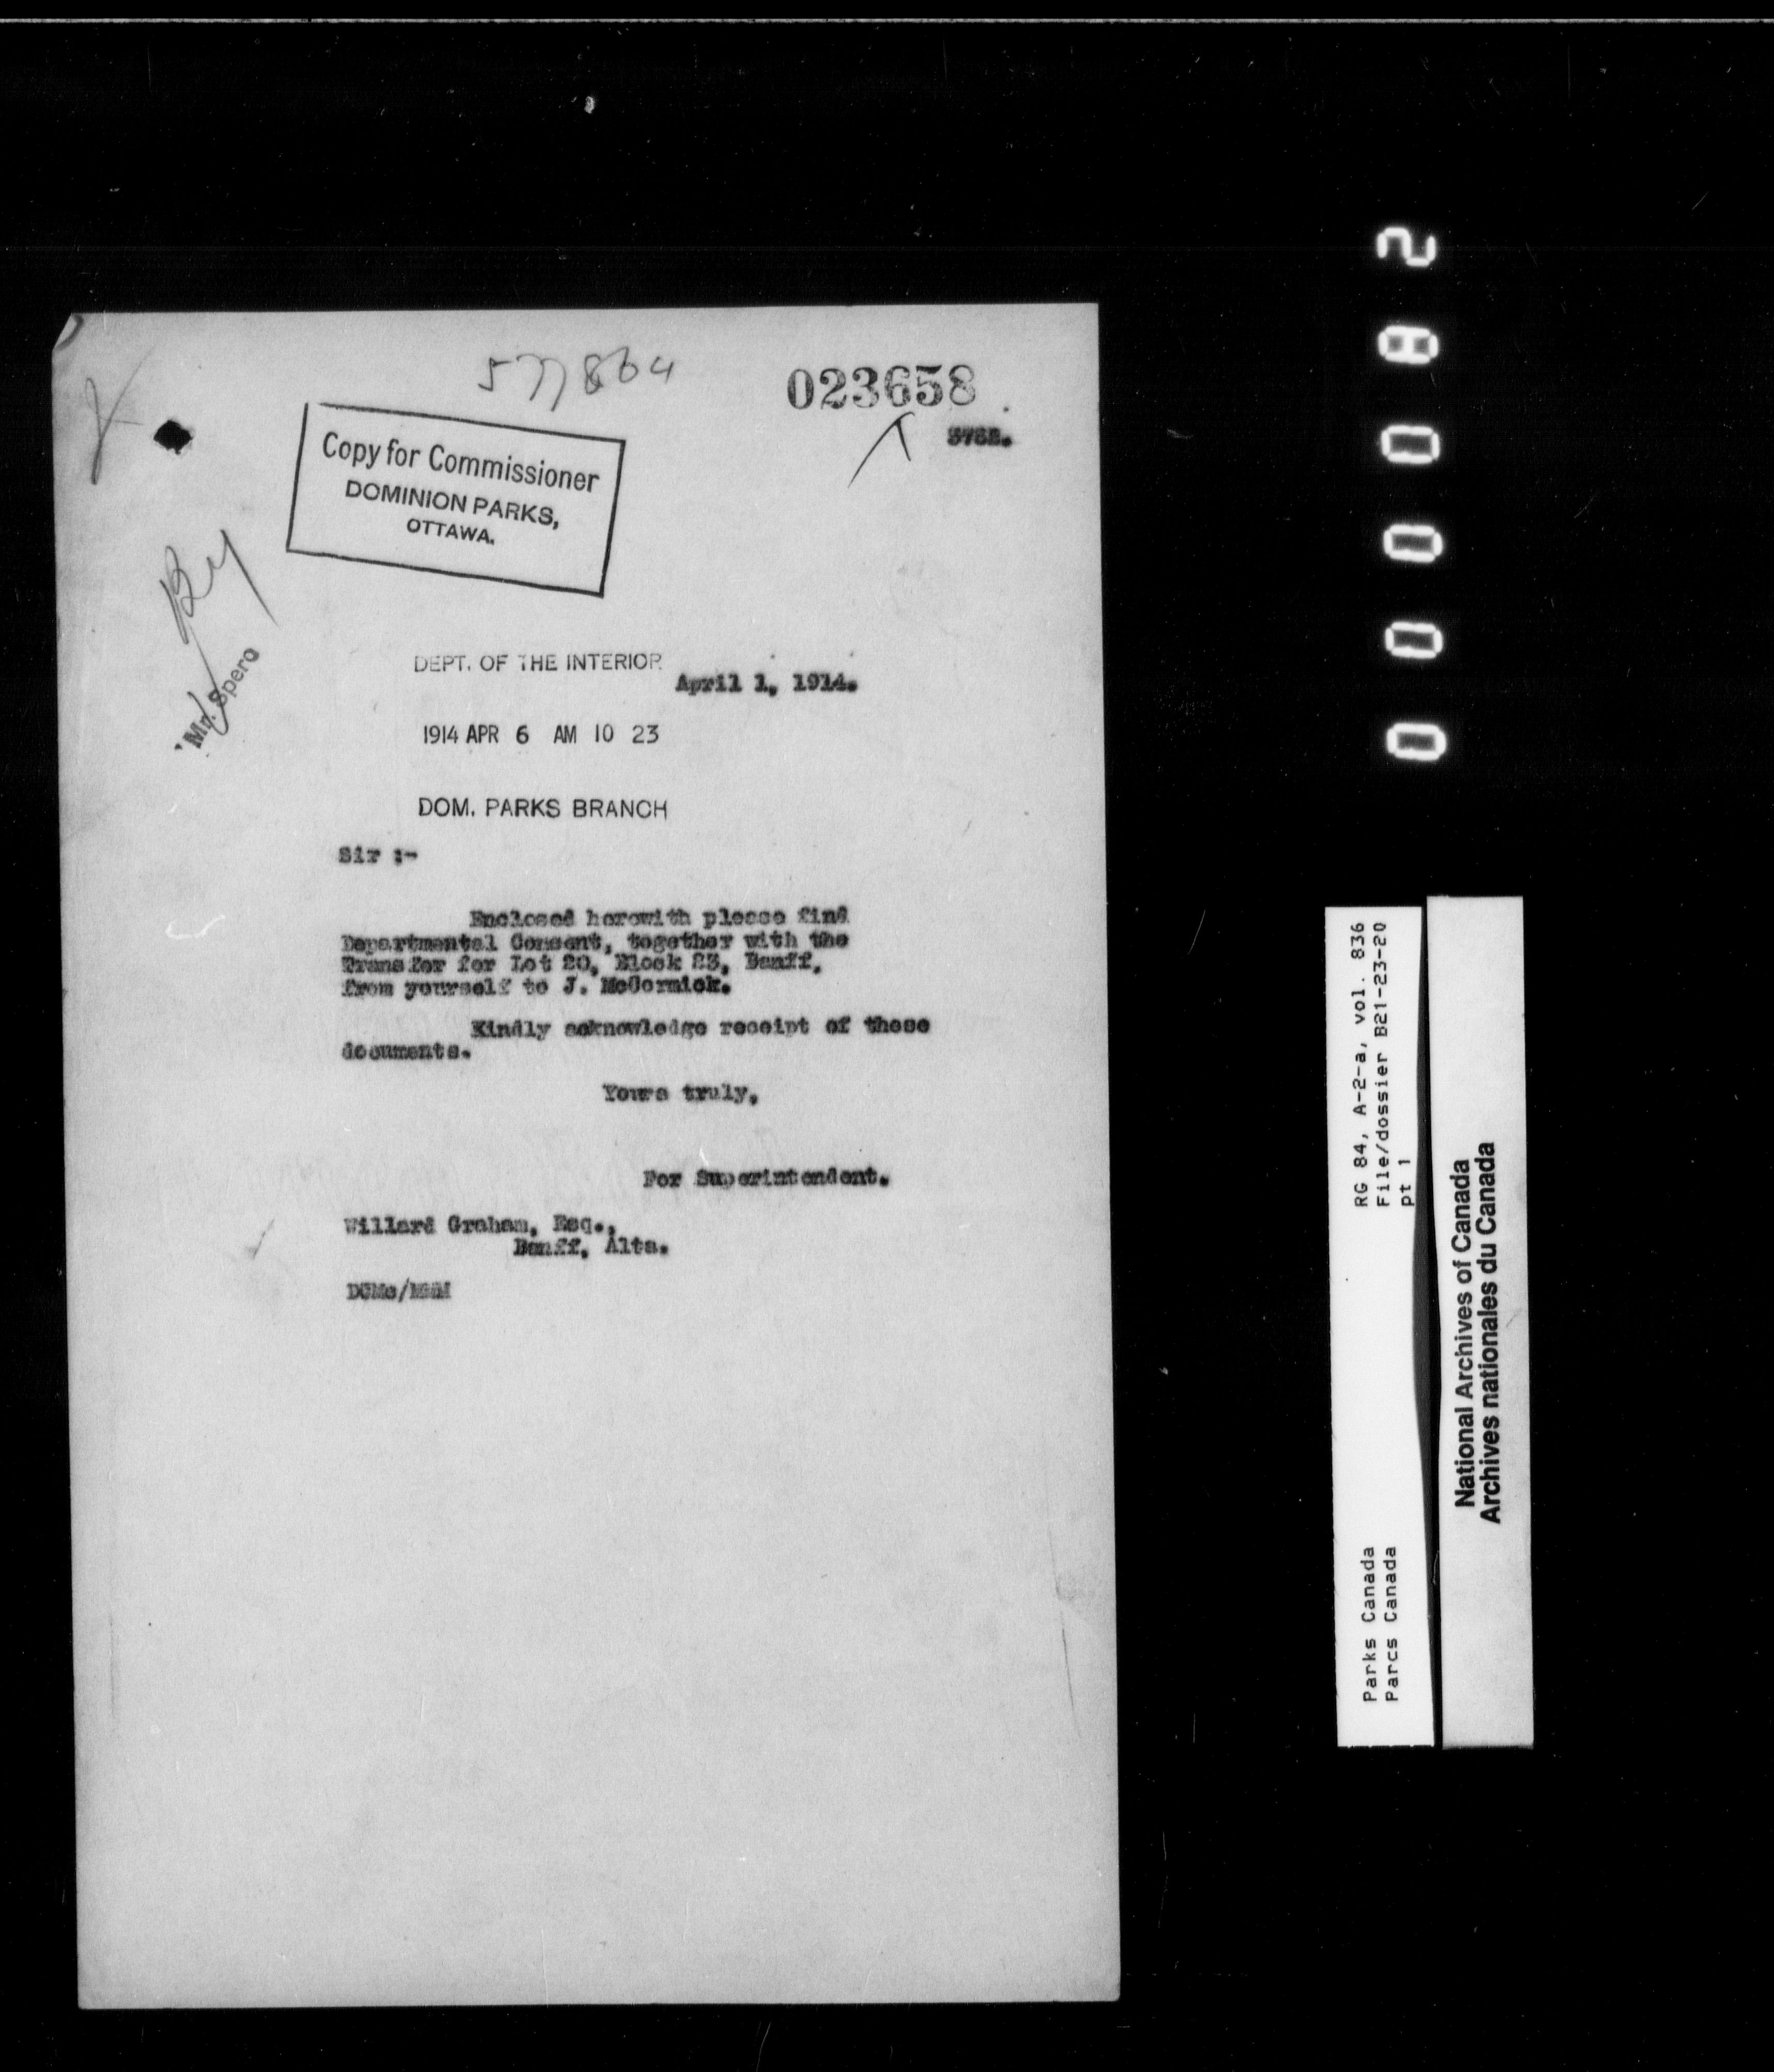 577864
023658
Copy for Commissioner
DOMINION PARKS,
OTTAWA.
Mr. Spero
DEPT. OF THE INTERIOR
April 1, 1914.
1914 APR 6 AM 10 23
DOM. PARKS BRANCH
Sir :-
Enclosed herewith please find
Departmental Consent, together with the
Transfer for Lot 20, Block 23, Banff,
from yourself to J. McCormick.
Kindly acknowledge receipt of these
documents.
Yours truly,
For Superintendent.
Willard Graham, Esq.,
Banff, Alta.
0000082
RG 84, A-2-a, vol. 836
File/dossier B21-23-20
pt 1
Parks Canada
Parcs Canada
National Archives of Canada
Archives nationales du Canada